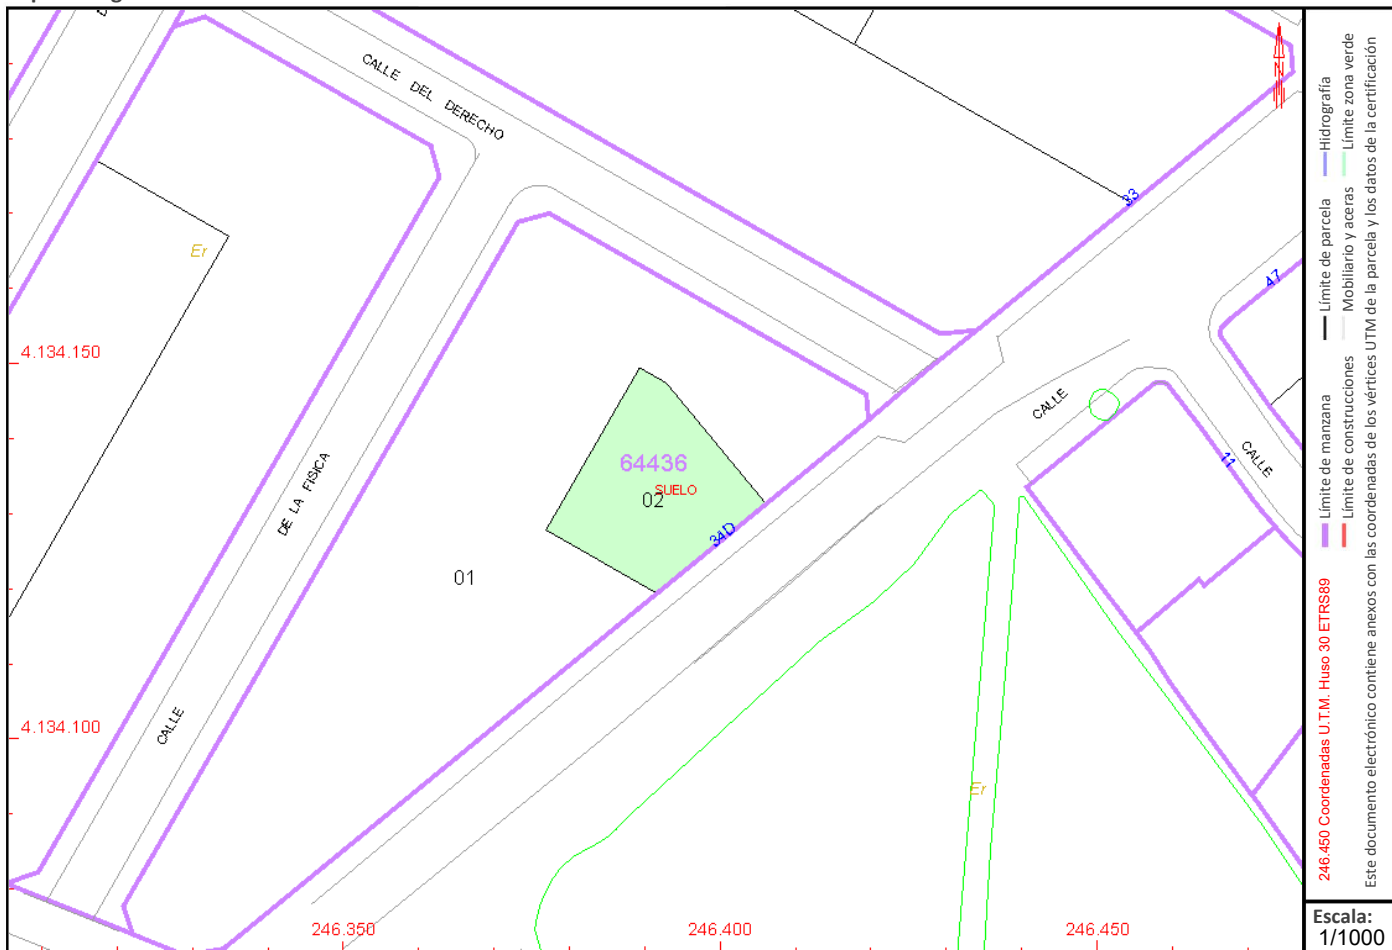 CALLE DEL DERECHO
33
47
Er
4.134.150
CALLE
CALLE
11
64436
SUELO
02
34D
DE LA FISICA
01
CALLE
4.134.100
Er
246.350
246.400
246.450
N
Hidrografía
Límite zona verde
Límite de parcela
Mobiliario y aceras
Límite de manzana
Límite de construcciones
246.450 Coordenadas U.T.M. Huso 30 ETRS89
Este documento electrónico contiene anexos con las coordenadas de los vértices UTM de la parcela y los datos de la certificación
Escala:
1/1000